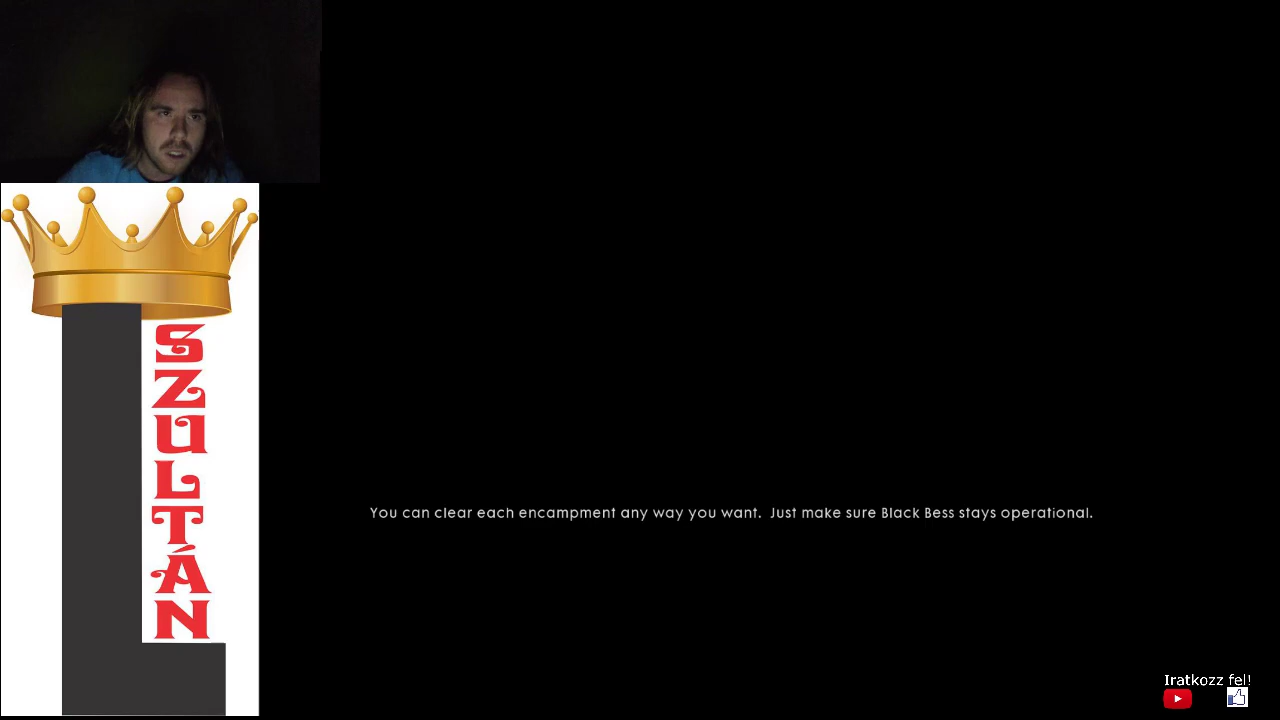 L
SZULTÁN
You can clear each encampment any way you want. Just make sure Black Bess stays operational.
Iratkozz fel!